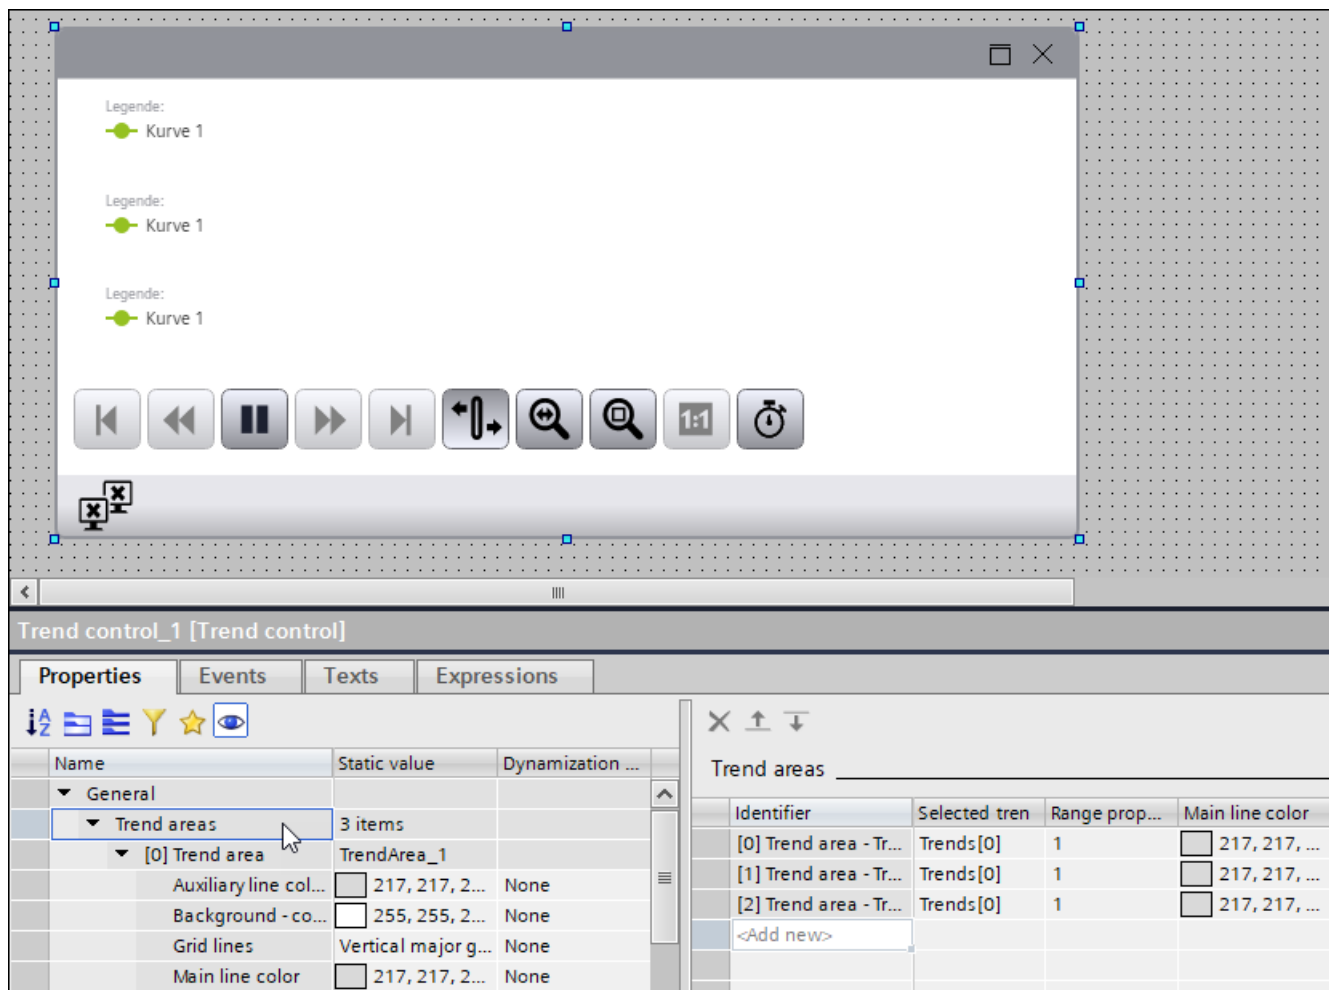 Legende:
Kurve 1
Legende:
Kurve 1
Legende:
Kurve 1
1:1
Trend control_1 [Trend control]
Properties Events Texts Expressions
Name Static value Dynamization ...
General
Trend areas 3 items
[0] Trend area TrendArea_1
Auxiliary line col... 217, 217, 2... None
Background - co... 255, 255, 2... None
Grid lines Vertical major g... None
Main line color 217, 217, 2... None
Trend areas
Identifier Selected tren Range prop... Main line color
[0] Trend area - Tr... Trends[0] 1 217, 217, ...
[1] Trend area - Tr... Trends[0] 1 217, 217, ...
[2] Trend area - Tr... Trends[0] 1 217, 217, ...
<Add new>